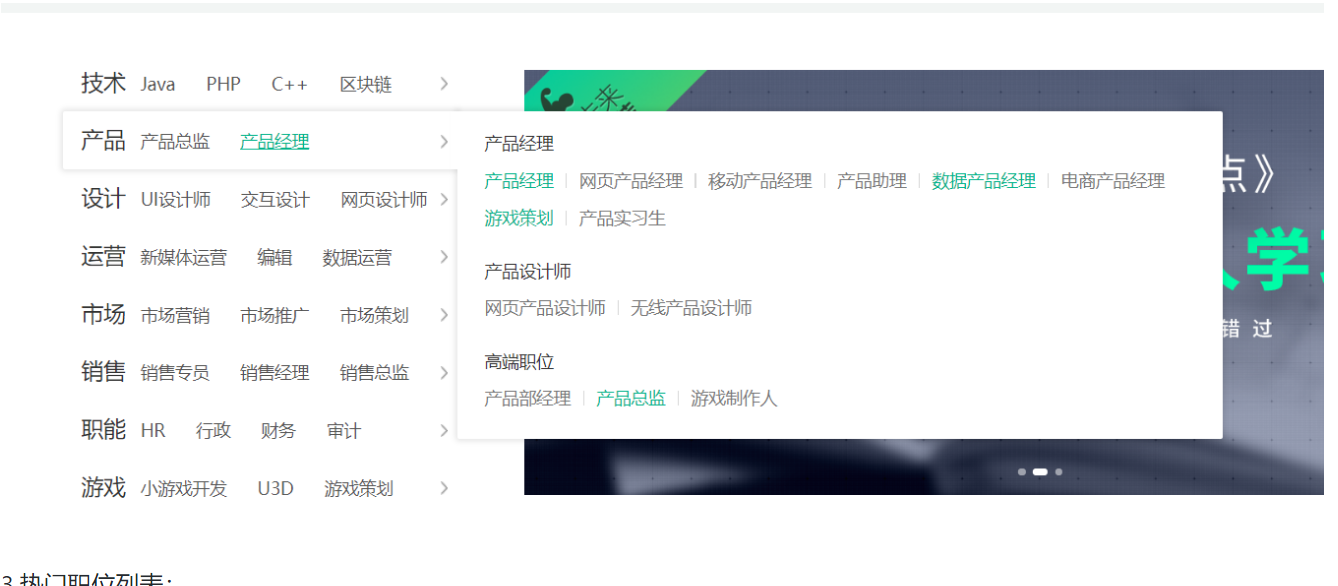 技术 Java PHP C++ 区块链
产品 产品总监 产品经理
设计 UI设计师 交互设计 网页设计师
运营 新媒体运营 编辑 数据运营
市场 市场营销 市场推广 市场策划
销售 销售专员 销售经理 销售总监
职能 HR 行政 财务 审计
游戏 小游戏开发 U3D 游戏策划
产品经理
产品经理 | 网页产品经理 | 移动产品经理 | 产品助理 | 数据产品经理 | 电商产品经理
游戏策划 | 产品实习生
产品设计师
网页产品设计师 | 无线产品设计师
高端职位
产品部经理 | 产品总监 | 游戏制作人
点》
学
错过
3 热门职位列表: